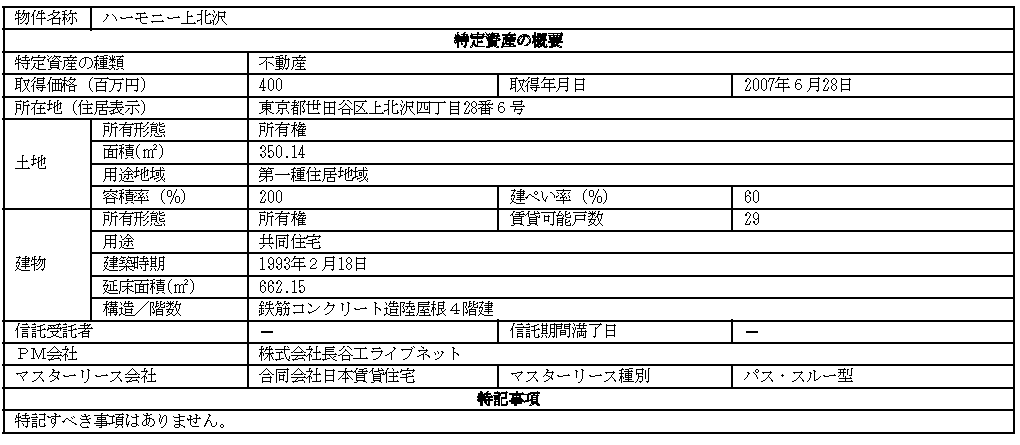 物件名称 ハーモニー上北沢
特定資産の概要
特定資産の種類 不動産
取得価格（百万円） 400 取得年月日 2007年６月28日
所在地（住居表示） 東京都世田谷区上北沢四丁目28番６号
土地
所有形態 所有権
面積(㎡) 350.14
用途地域 第一種住居地域
容積率（％） 200 建ぺい率（％） 60
建物
所有形態 所有権 賃貸可能戸数 29
用途 共同住宅
建築時期 1993年２月18日
延床面積(㎡) 662.15
構造／階数 鉄筋コンクリート造陸屋根４階建
信託受託者 － 信託期間満了日 －
ＰＭ会社 株式会社長谷工ライブネット
マスターリース会社 合同会社日本賃貸住宅 マスターリース種別 パス・スルー型
特記事項
特記すべき事項はありません。